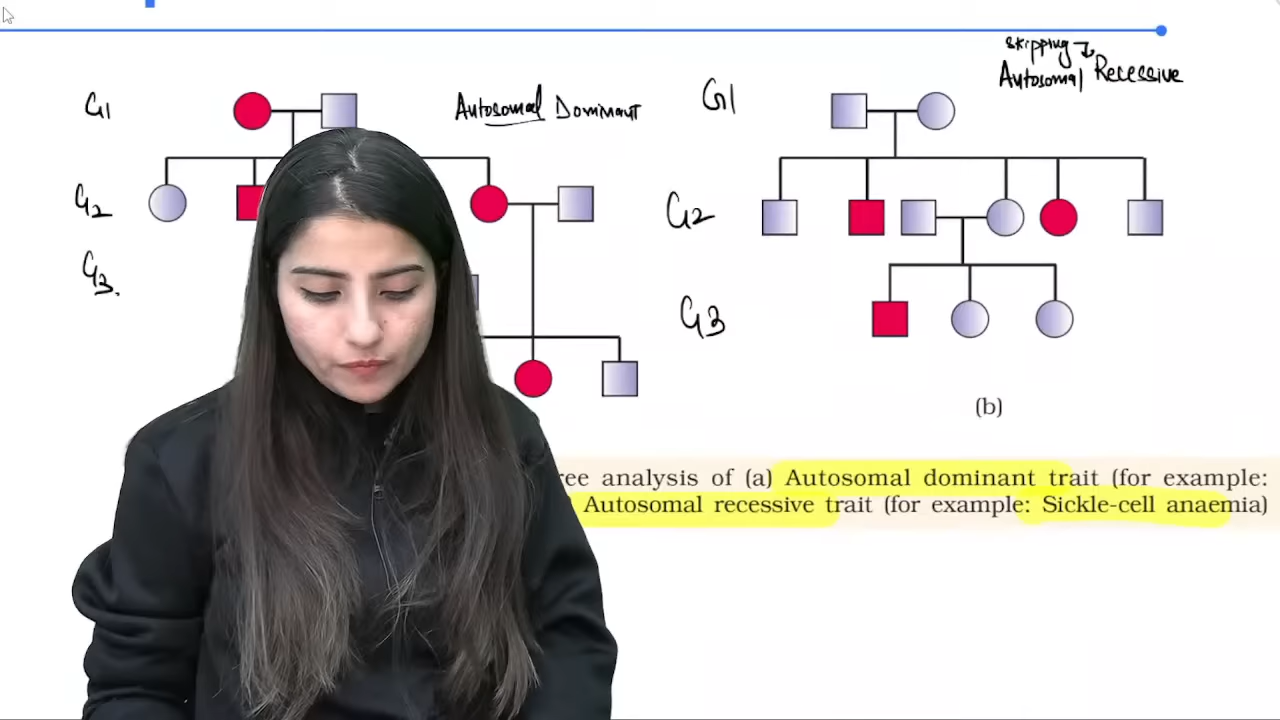 G1
Autosomal Dominant
G1
skipping →
Autosomal Recessive
G2
G2
G3.
G3
(b)
ree analysis of (a) Autosomal dominant trait (for example:
Autosomal recessive trait (for example: Sickle-cell anaemia)